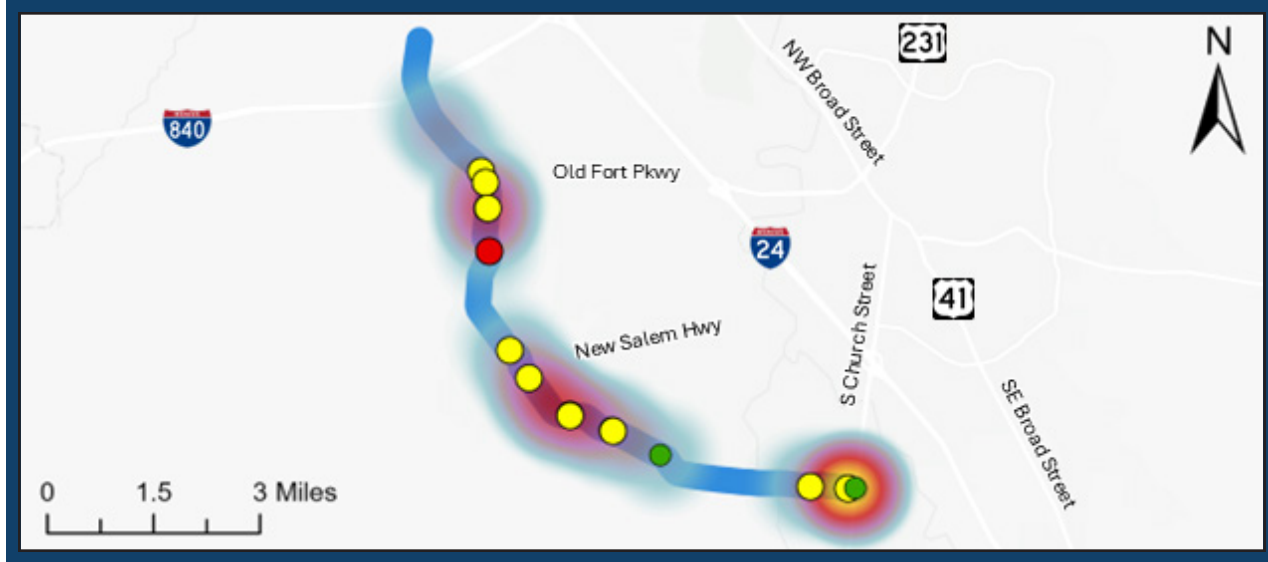 231
N
NW Broad Street
840
Old Fort Pkwy
24
41
S Church Street
New Salem Hwy
SE Broad Street
0 1.5 3 Miles